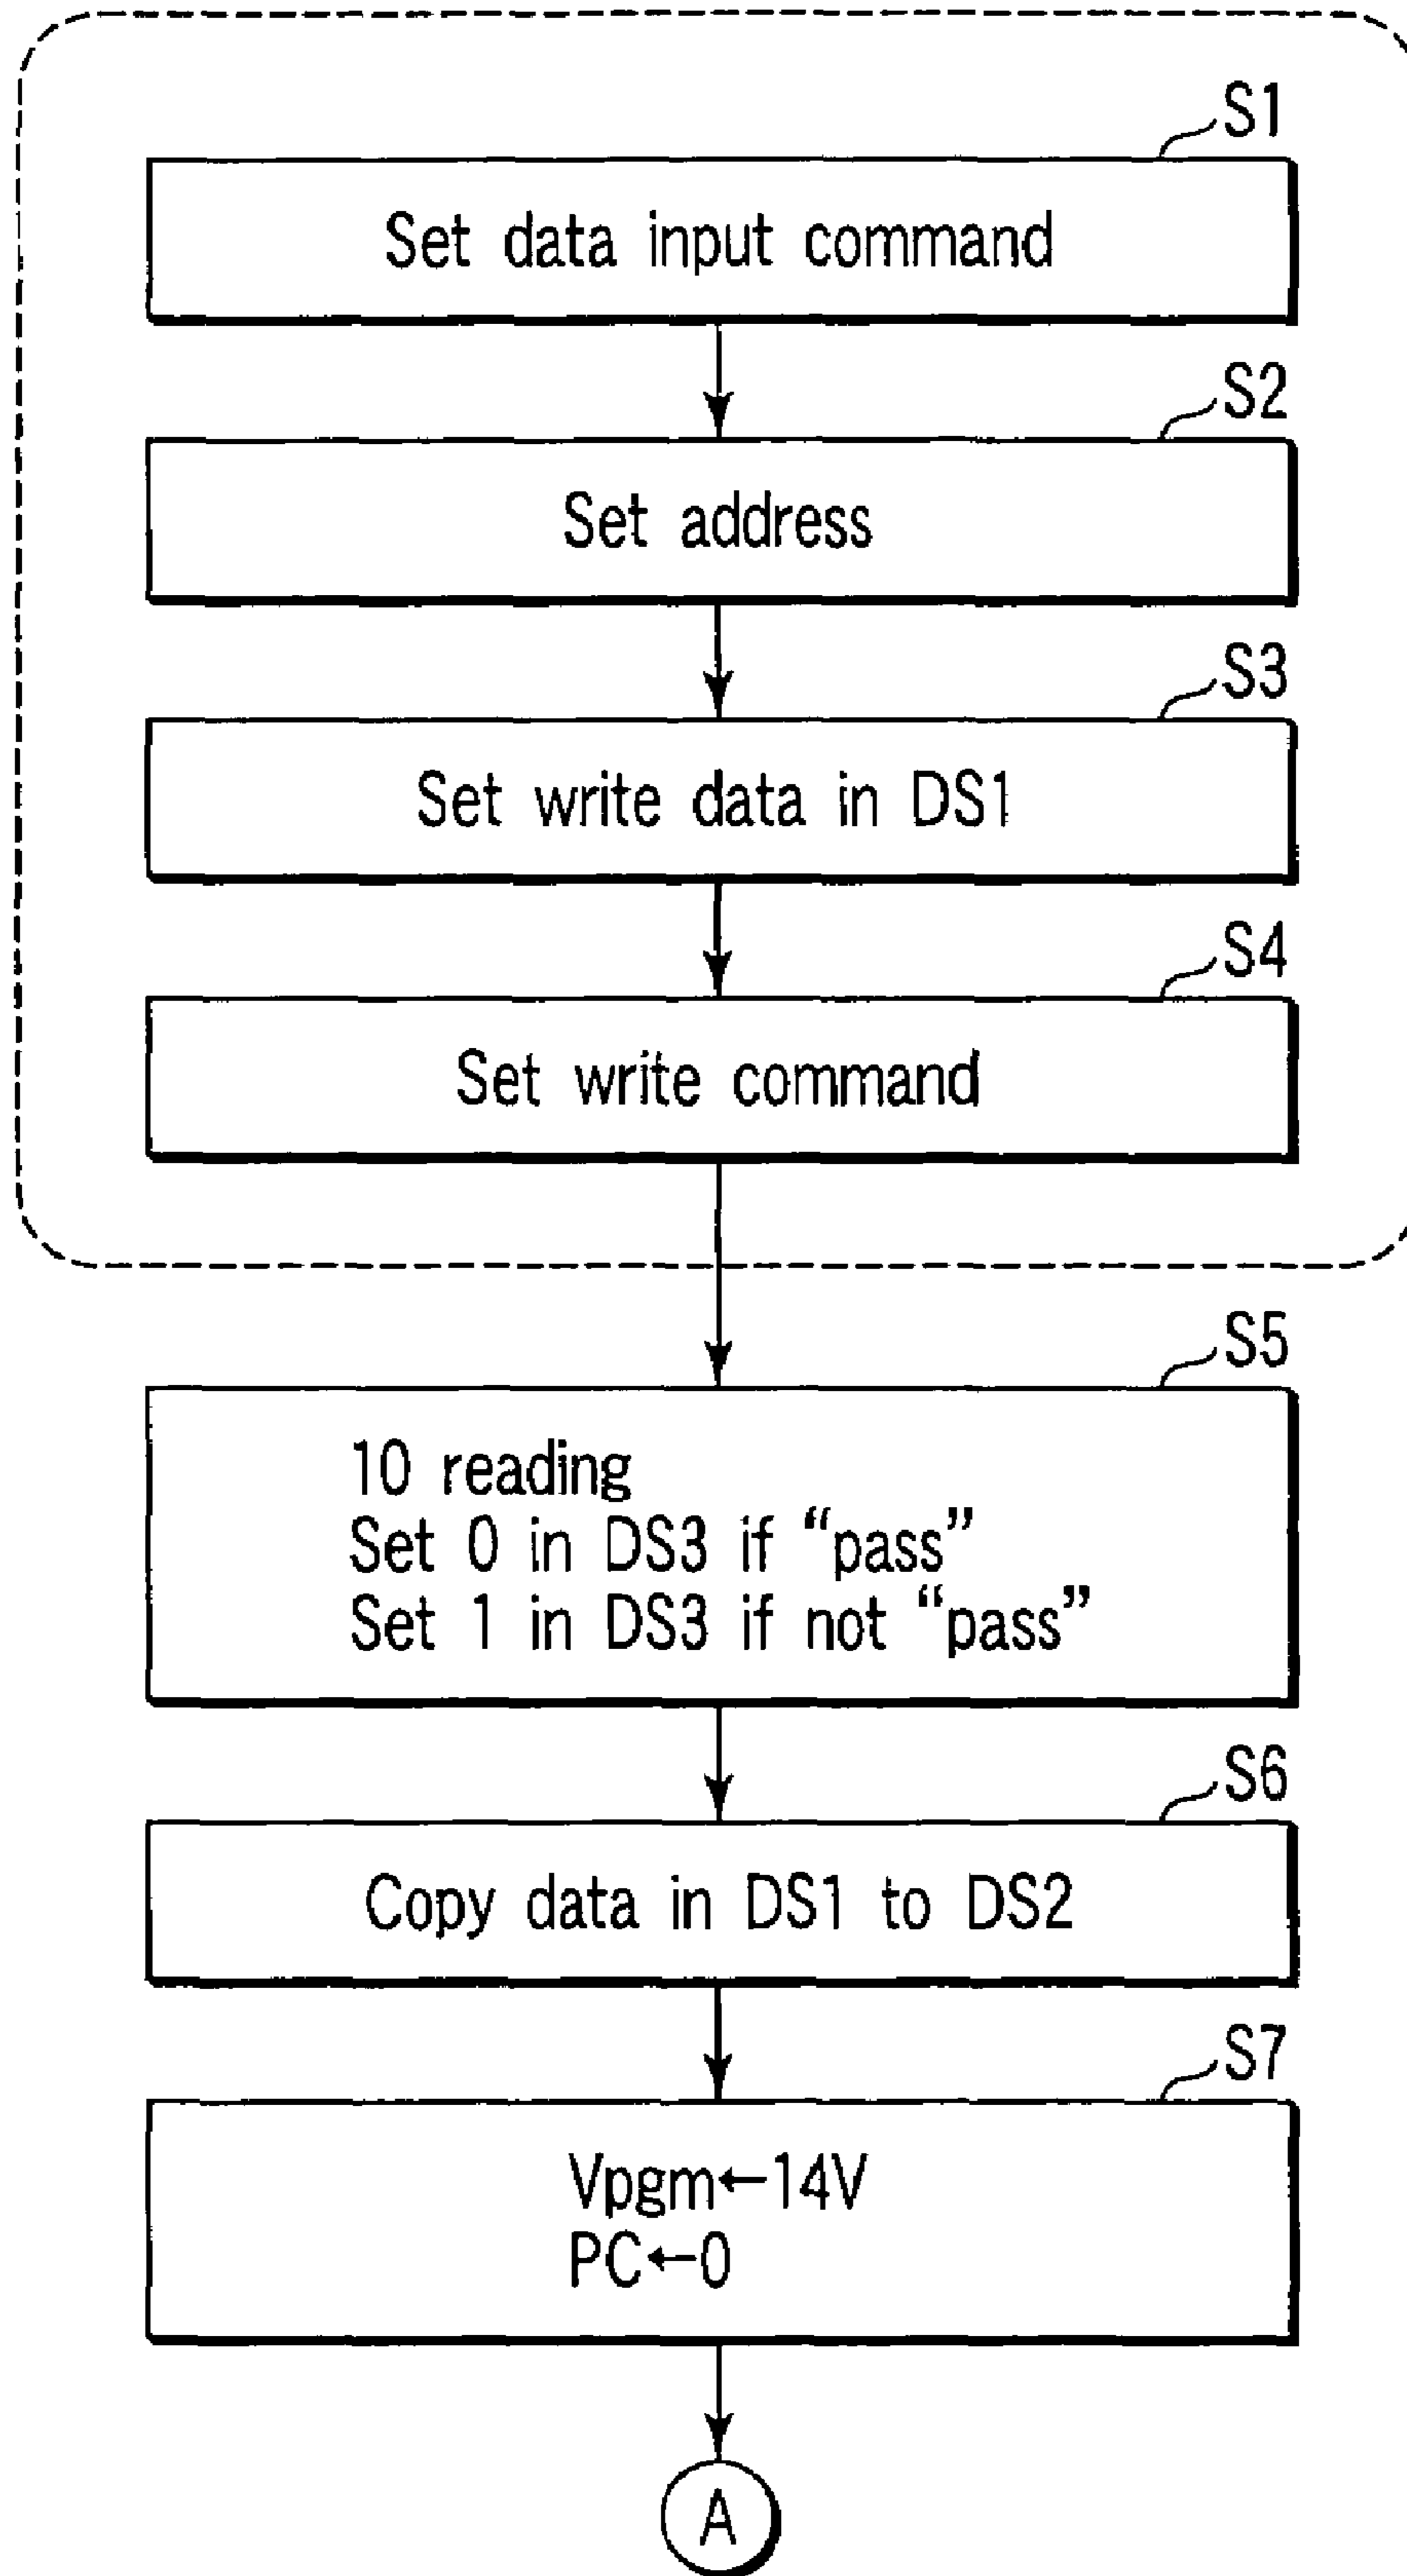 S1
Set data input command
S2
Set address
S3
Set write data in DS1
S4
Set write command
S5
10 reading
Set 0 in DS3 if “pass”
Set 1 in DS3 if not “pass”
S6
Copy data in DS1 to DS2
S7
Vpgm←14V
PC←0
A